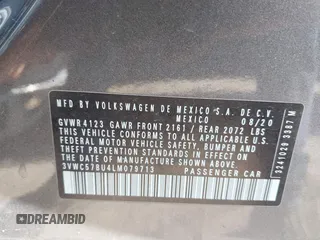 MFD. BY VOLKSWAGEN DE MEXICO S.A. DE C.V.
MEXICO 08/20
GVWR 4123 GAWR FRONT 2161 / REAR 2072 LBS
THIS VEHICLE CONFORMS TO ALL APPLICABLE U.S.
FEDERAL MOTOR VEHICLE SAFETY, BUMPER, AND
THEFT PREVENTION STANDARDS IN EFFECT ON
THE DATE OF MANUFACTURE SHOWN ABOVE.
3VWC57BU4LM079713 PASSENGER CAR
3241029 3387 M
DREAMBID